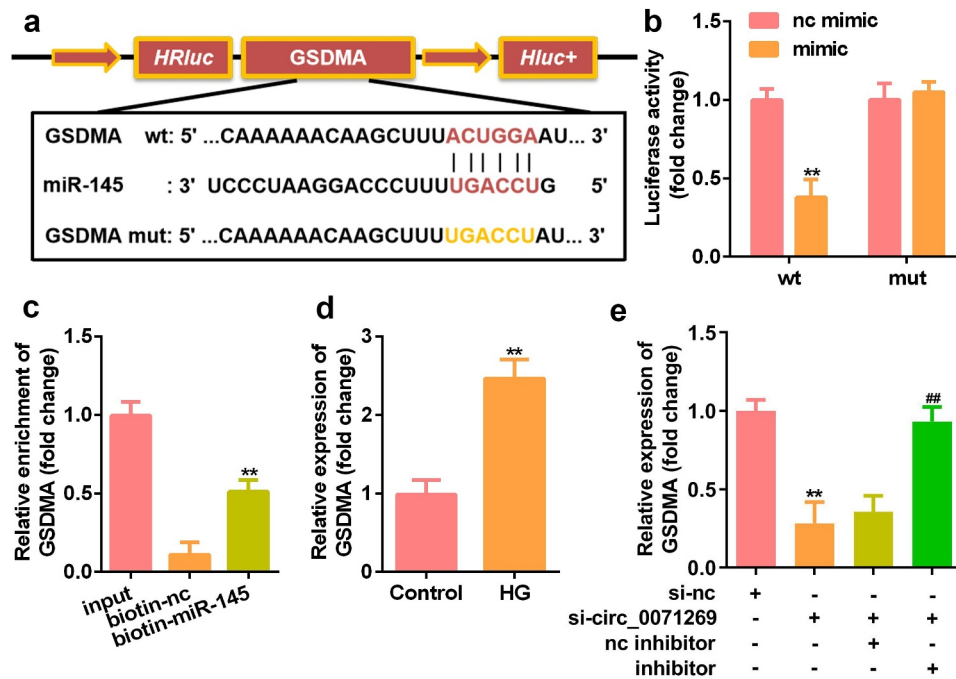 a
HRluc GSDMA Hluc+
GSDMA wt: 5' ...CAAAAAACAAGCUUUACUGGAAU... 3'
miR-145 : 3' UCCCUAAGGACCCUUUUGACCUG 5'
GSDMA mut: 5' ...CAAAAAACAAGCUUUUGACCUAU... 3'
b
nc mimic
mimic
Luciferase activity
(fold change)
1.5
1.0
0.5
0.0
**
wt mut
c
Relative enrichment of
GSDMA (fold change)
1.5
1.0
0.5
0.0
**
input
biotin-nc
biotin-miR-145
d
Relative expression of
GSDMA (fold change)
3
2
1
0
**
Control HG
e
Relative expression of
GSDMA (fold change)
1.5
1.0
0.5
0.0
**
##
si-nc + - - -
si-circ_0071269 - + + +
nc inhibitor - - + -
inhibitor - - - +